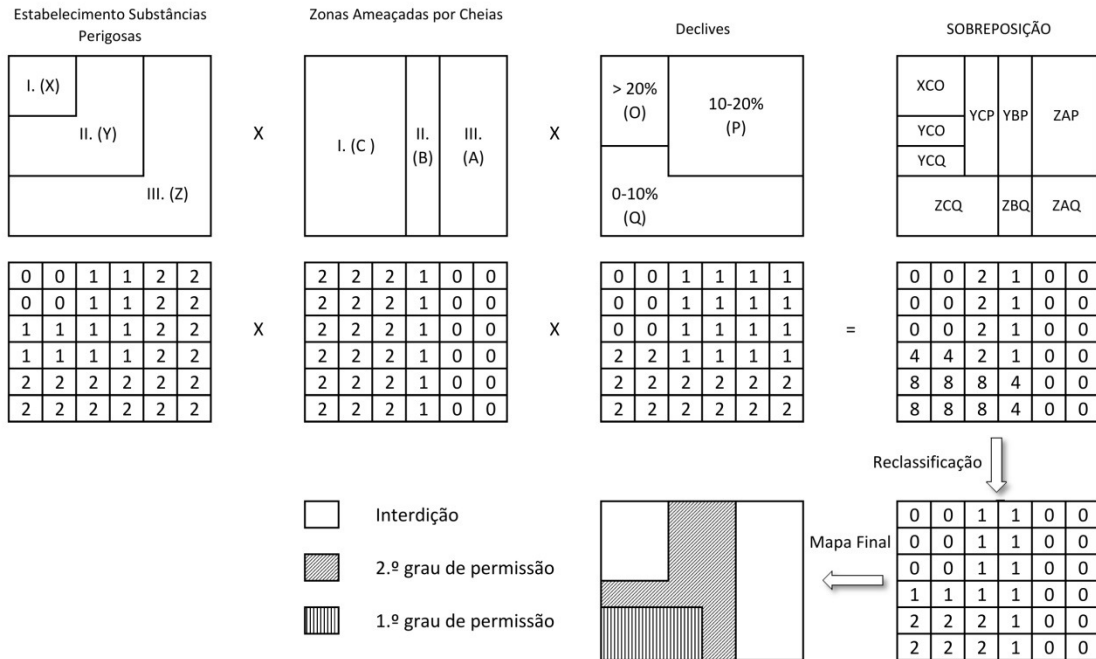 Estabelecimento Substâncias
Perigosas
Zonas Ameaçadas por Cheias
Declives
SOBREPOSIÇÃO
I. (X)
II. (Y)
III. (Z)
X
I. (C )
II.
(B)
III.
(A)
X
> 20%
(O)
10-20%
(P)
0-10%
(Q)
XCO
YCO
YCQ
YCP
YBP
ZAP
ZCQ
ZBQ
ZAQ
0 0 1 1 2 2
0 0 1 1 2 2
1 1 1 1 2 2
1 1 1 1 2 2
2 2 2 2 2 2
2 2 2 2 2 2
X
2 2 2 1 0 0
2 2 2 1 0 0
2 2 2 1 0 0
2 2 2 1 0 0
2 2 2 1 0 0
2 2 2 1 0 0
X
0 0 1 1 1 1
0 0 1 1 1 1
0 0 1 1 1 1
2 2 1 1 1 1
2 2 2 2 2 2
2 2 2 2 2 2
=
0 0 2 1 0 0
0 0 2 1 0 0
0 0 2 1 0 0
4 4 2 1 0 0
8 8 8 4 0 0
8 8 8 4 0 0
Reclassificação
0 0 1 1 0 0
0 0 1 1 0 0
0 0 1 1 0 0
1 1 1 1 0 0
2 2 2 1 0 0
2 2 2 1 0 0
Mapa Final
Interdição
2.º grau de permissão
1.º grau de permissão